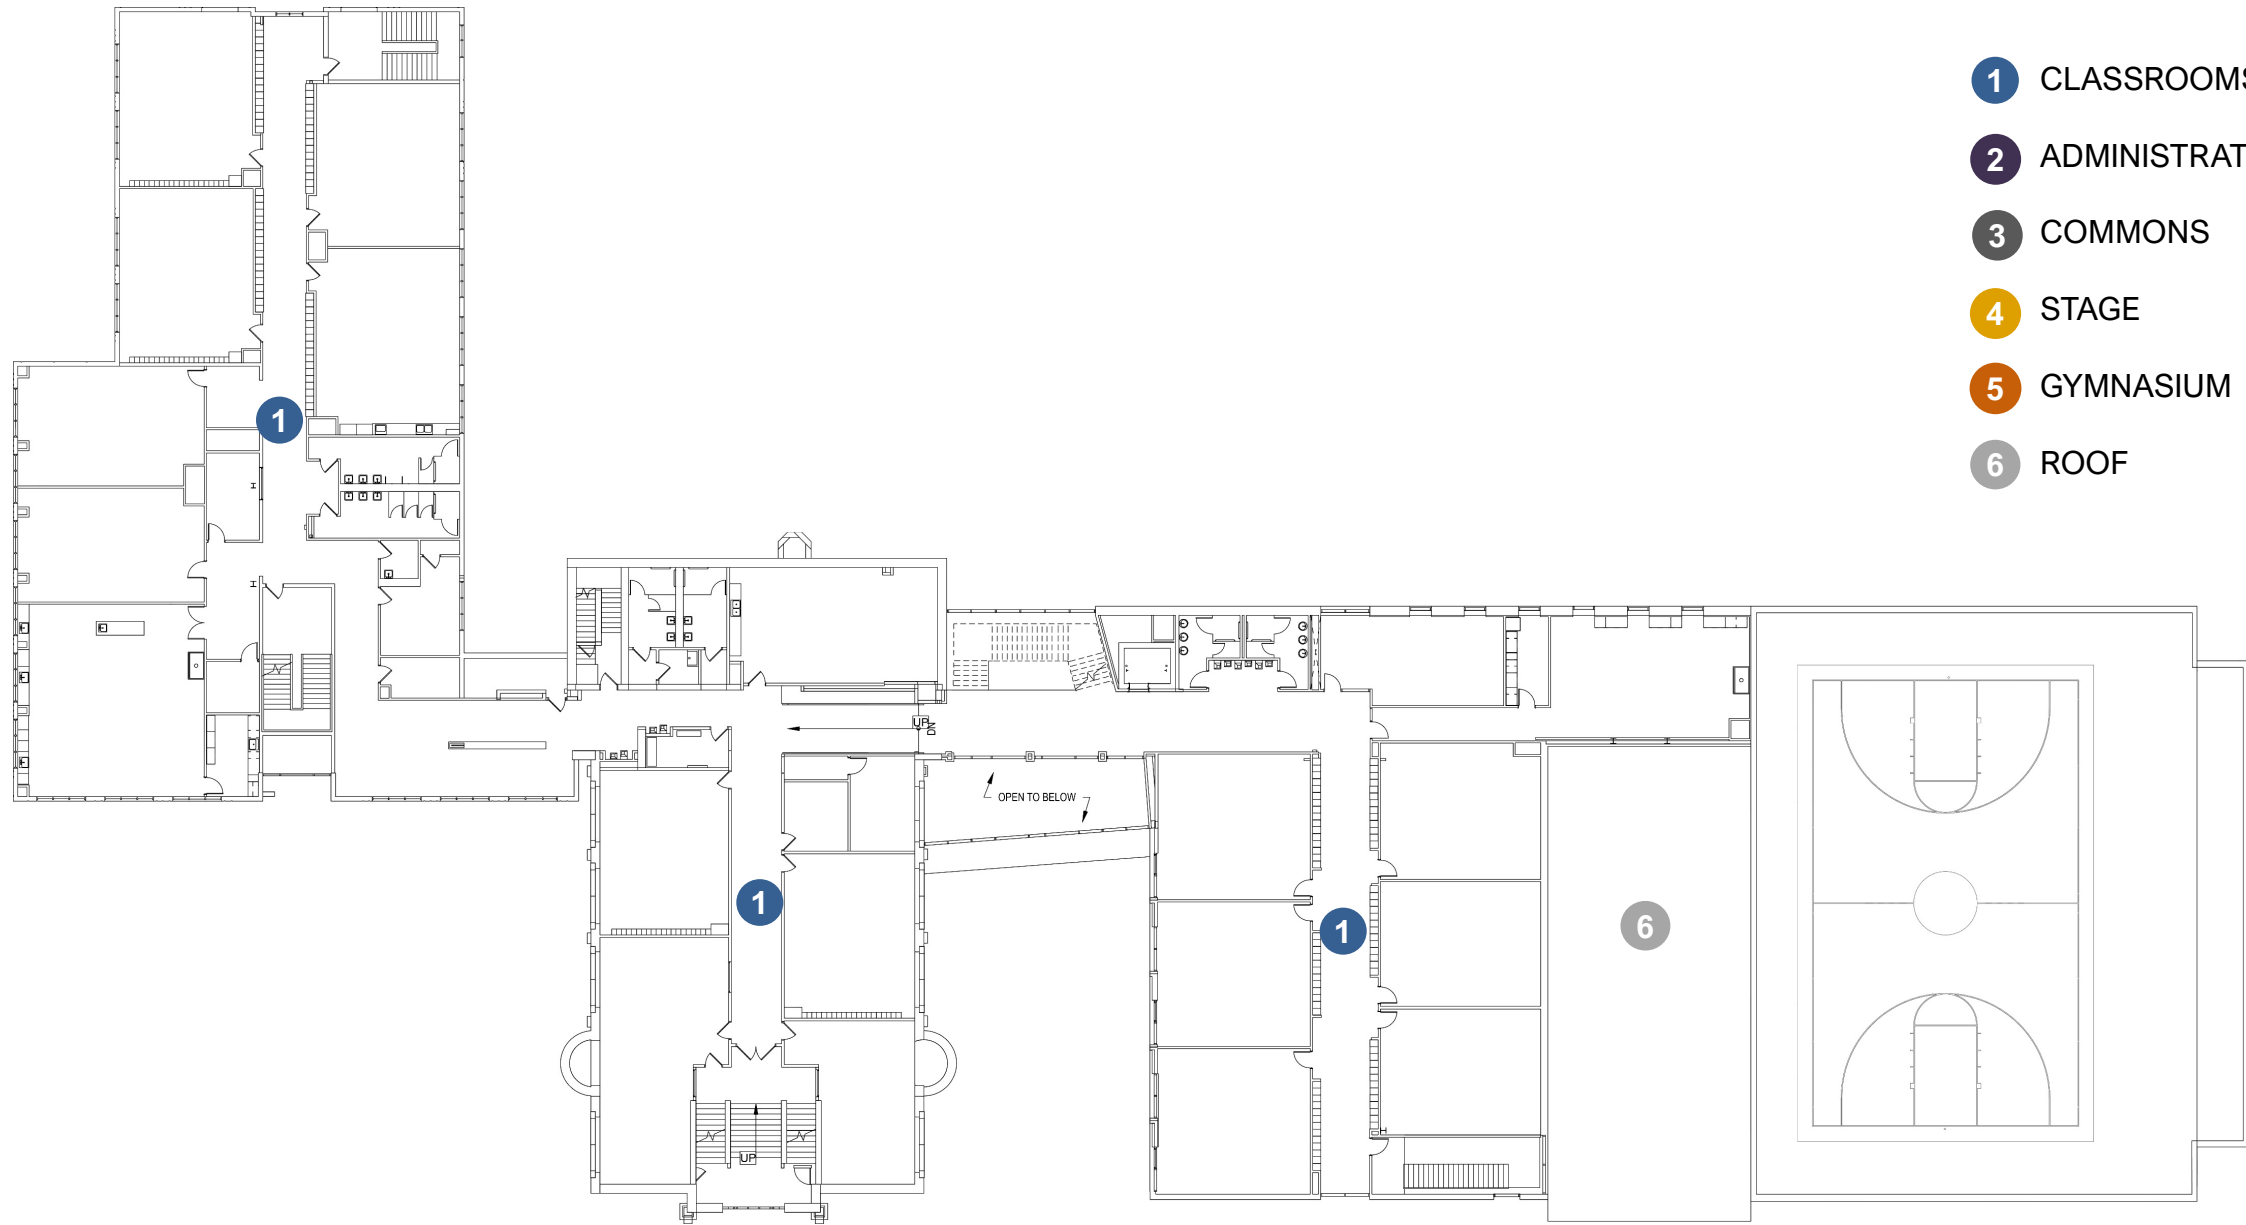 1 CLASSROOMS
2 ADMINISTRAT
3 COMMONS
4 STAGE
5 GYMNASIUM
6 ROOF
1
UP
DN
OPEN TO BELOW
1
1
6
UP